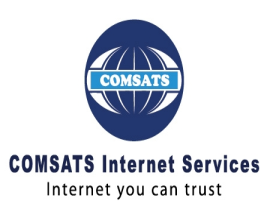 COMSATS
COMSATS Internet Services
Internet you can trust